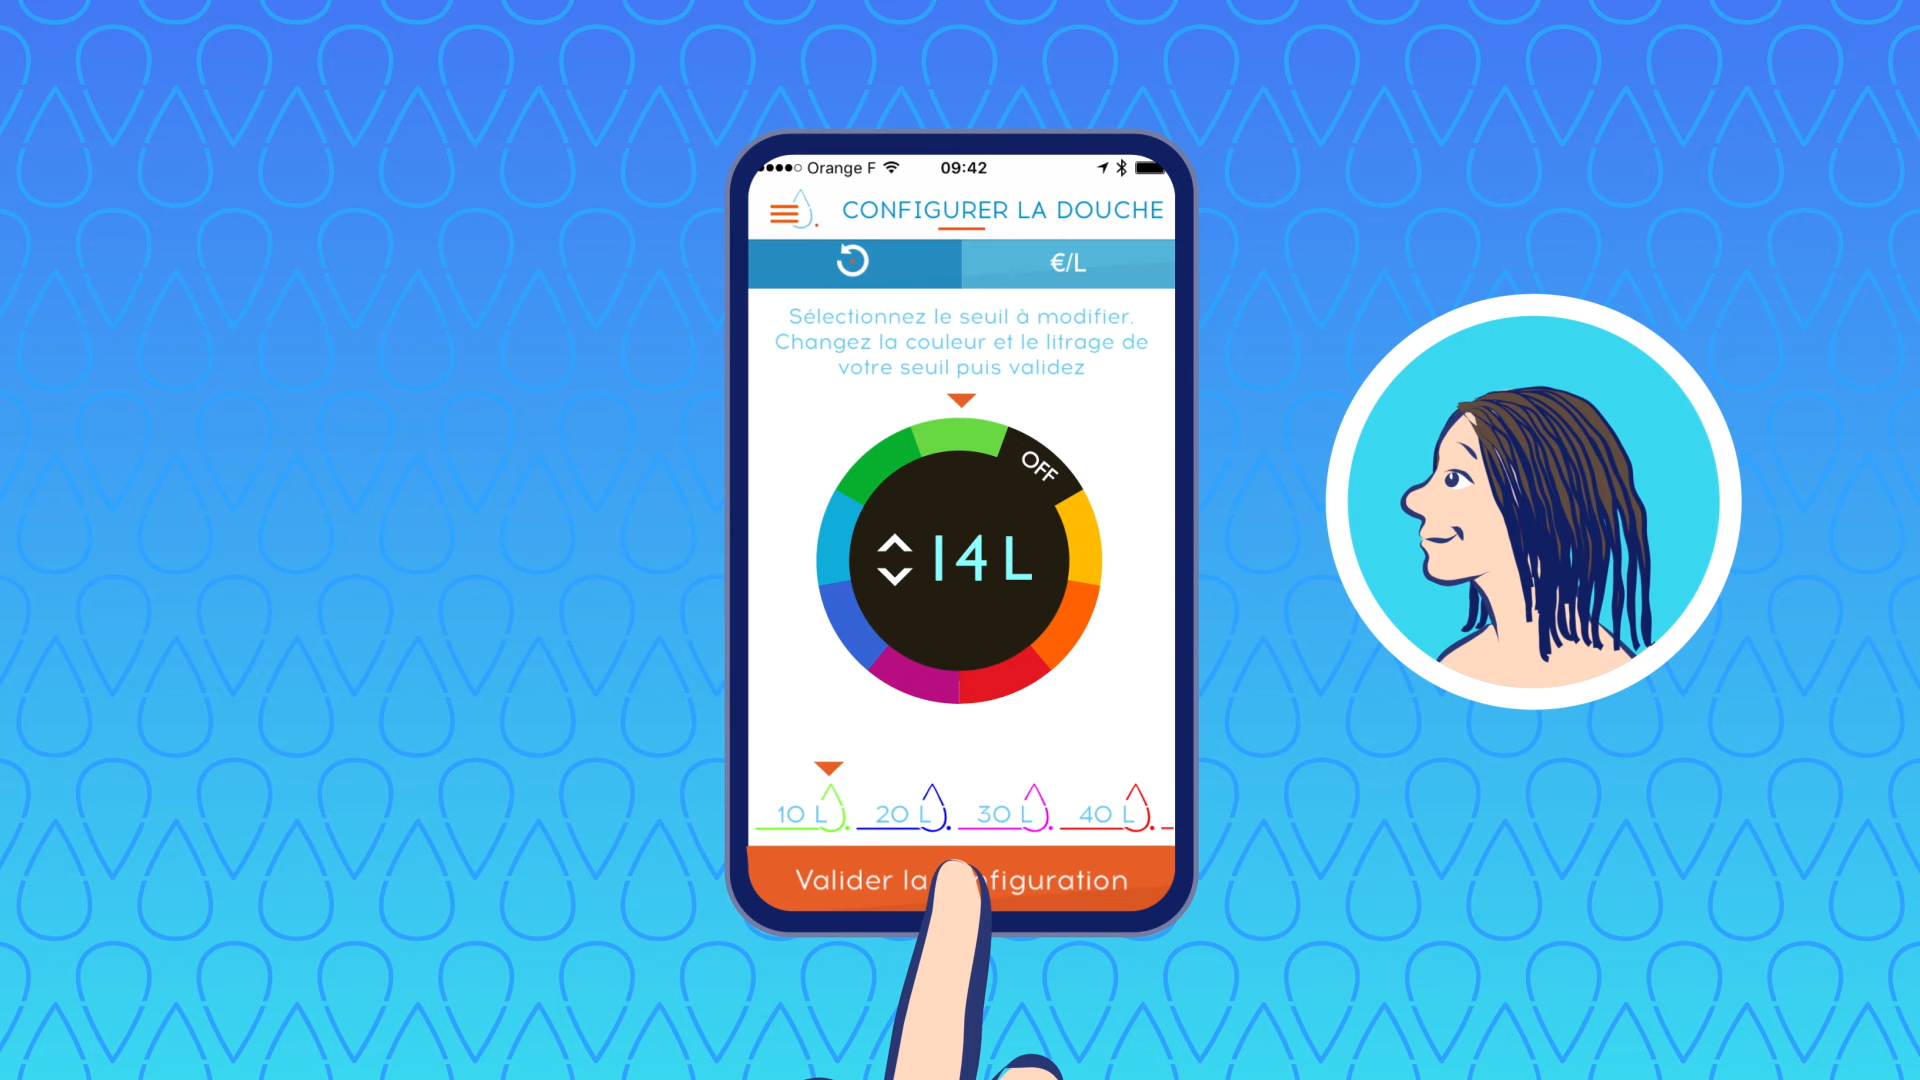 Orange F 09:42
CONFIGURER LA DOUCHE
€/L
Sélectionnez le seuil à modifier.
Changez la couleur et le litrage de
votre seuil puis validez
OFF
14 L
10 L 20 L 30 L 40 L
Valider la figuration